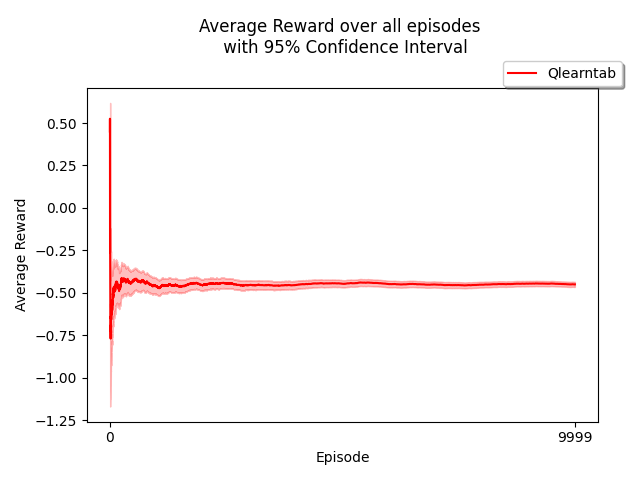 Average Reward over all episodes
with 95% Confidence Interval
Qlearntab
0.50
0.25
0.00
−0.25
−0.50
−0.75
−1.00
−1.25
Average Reward
0 9999
Episode